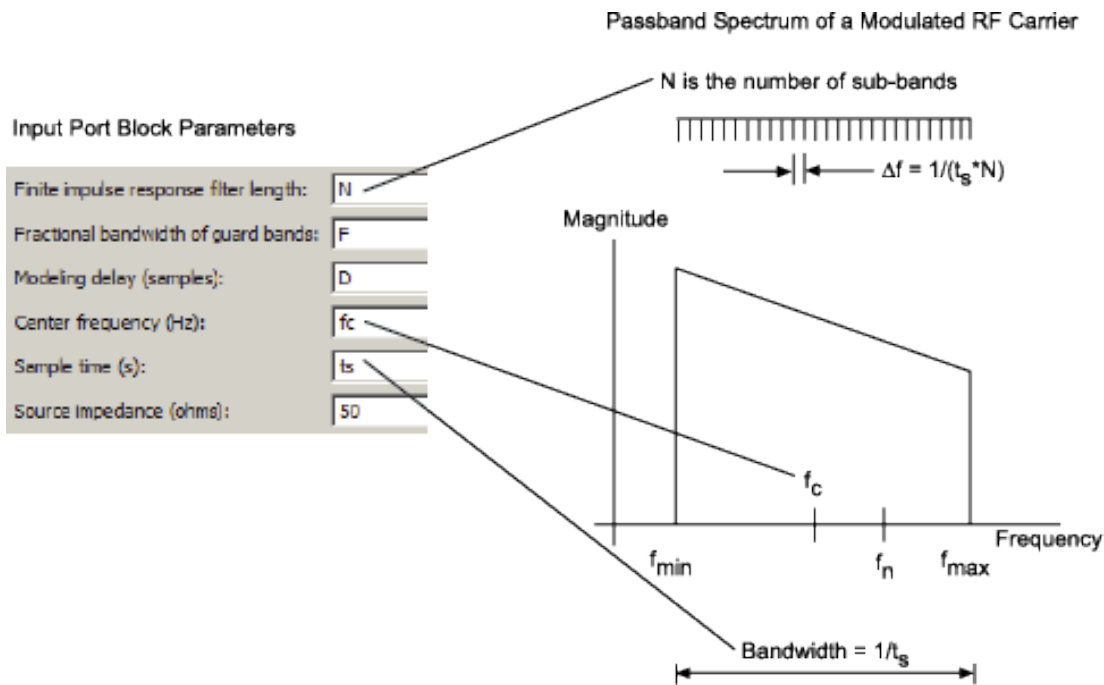 Passband Spectrum of a Modulated RF Carrier
N is the number of sub-bands
Input Port Block Parameters
Δf = 1/(ts*N)
Finite impulse response filter length: N
Fractional bandwidth of guard bands: F
Modeling delay (samples): D
Center frequency (Hz): fc
Sample time (s): ts
Source impedance (ohms): 50
Magnitude
fc
Frequency
fmin
fn
fmax
Bandwidth = 1/ts